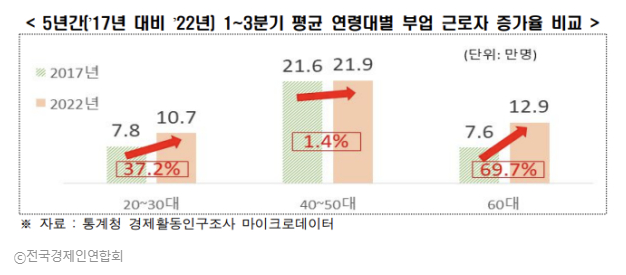 < 5년간('17년 대비 '22년) 1~3분기 평균 연령대별 부업 근로자 증가율 비교 >
(단위: 만명)
2017년
2022년
7.8
10.7
37.2%
20~30대
21.6
21.9
1.4%
40~50대
7.6
12.9
69.7%
60대
※ 자료 : 통계청 경제활동인구조사 마이크로데이터
ⓒ전국경제인연합회